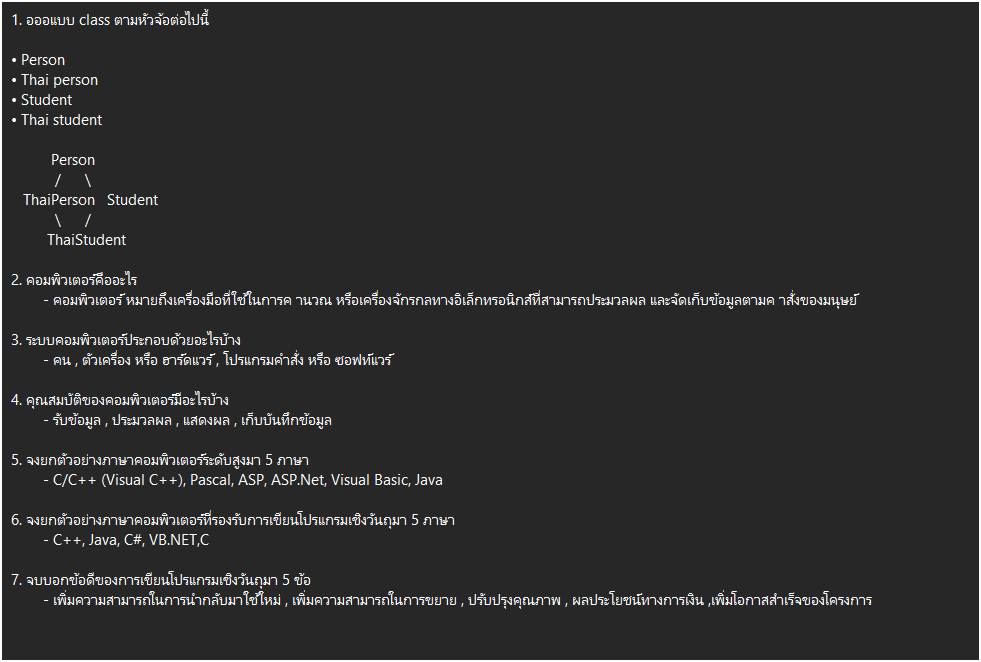 1. ออแบบ class ตามหัวจ้อต่อไปนี้
• Person
• Thai person
• Student
• Thai student
Person
/ \
ThaiPerson Student
\ /
ThaiStudent
2. คอมพิวเตอร์คืออะไร
- คอมพิวเตอร์ หมายถึงเครื่องมือที่ใช้ในการค านวณ หรือเครื่องจักรกลทางอิเล็กทรอนิกส์ที่สามารถประมวลผล และจัดเก็บข้อมูลตามค าสั่งของมนุษย์
3. ระบบคอมพิวเตอร์ประกอบด้วยอะไรบ้าง
- คน , ตัวเครื่อง หรือ ฮาร์ดแวร์ , โปรแกรมคำสั่ง หรือ ซอฟท์แวร์
4. คุณสมบัติของคอมพิวเตอร์มีอะไรบ้าง
- รับข้อมูล , ประมวลผล , แสดงผล , เก็บบันทึกข้อมูล
5. จงยกตัวอย่างภาษาคอมพิวเตอร์ระดับสูงมา 5 ภาษา
- C/C++ (Visual C++), Pascal, ASP, ASP.Net, Visual Basic, Java
6. จงยกตัวอย่างภาษาคอมพิวเตอร์ที่รองรับการเขียนโปรแกรมเชิงวันถุมา 5 ภาษา
- C++, Java, C#, VB.NET,C
7. จบบอกข้อดีของการเขียนโปรแกรมเชิงวันถุมา 5 ข้อ
- เพิ่มความสามารถในการนำกลับมาใช้ใหม่ , เพิ่มความสามารถในการขยาย , ปรับปรุงคุณภาพ , ผลประโยชน์ทางการเงิน ,เพิ่มโอกาสสำเร็จของโครงการ